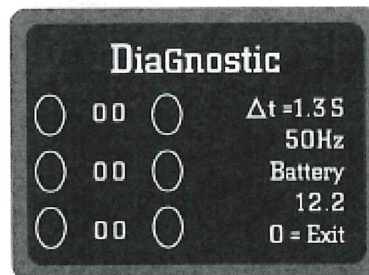 DiaGnostic
00 Δt =1.3 S
50Hz
00 Battery
12.2
00 0 = Exit